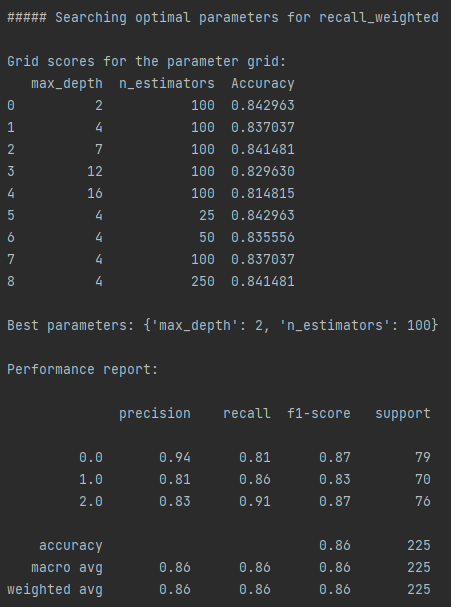 ##### Searching optimal parameters for recall_weighted
Grid scores for the parameter grid:
max_depth n_estimators Accuracy
0 2 100 0.842963
1 4 100 0.837037
2 7 100 0.841481
3 12 100 0.829630
4 16 100 0.814815
5 4 25 0.842963
6 4 50 0.835556
7 4 100 0.837037
8 4 250 0.841481
Best parameters: {'max_depth': 2, 'n_estimators': 100}
Performance report:
precision recall f1-score support
0.0 0.94 0.81 0.87 79
1.0 0.81 0.86 0.83 70
2.0 0.83 0.91 0.87 76
accuracy 0.86 225
macro avg 0.86 0.86 0.86 225
weighted avg 0.86 0.86 0.86 225